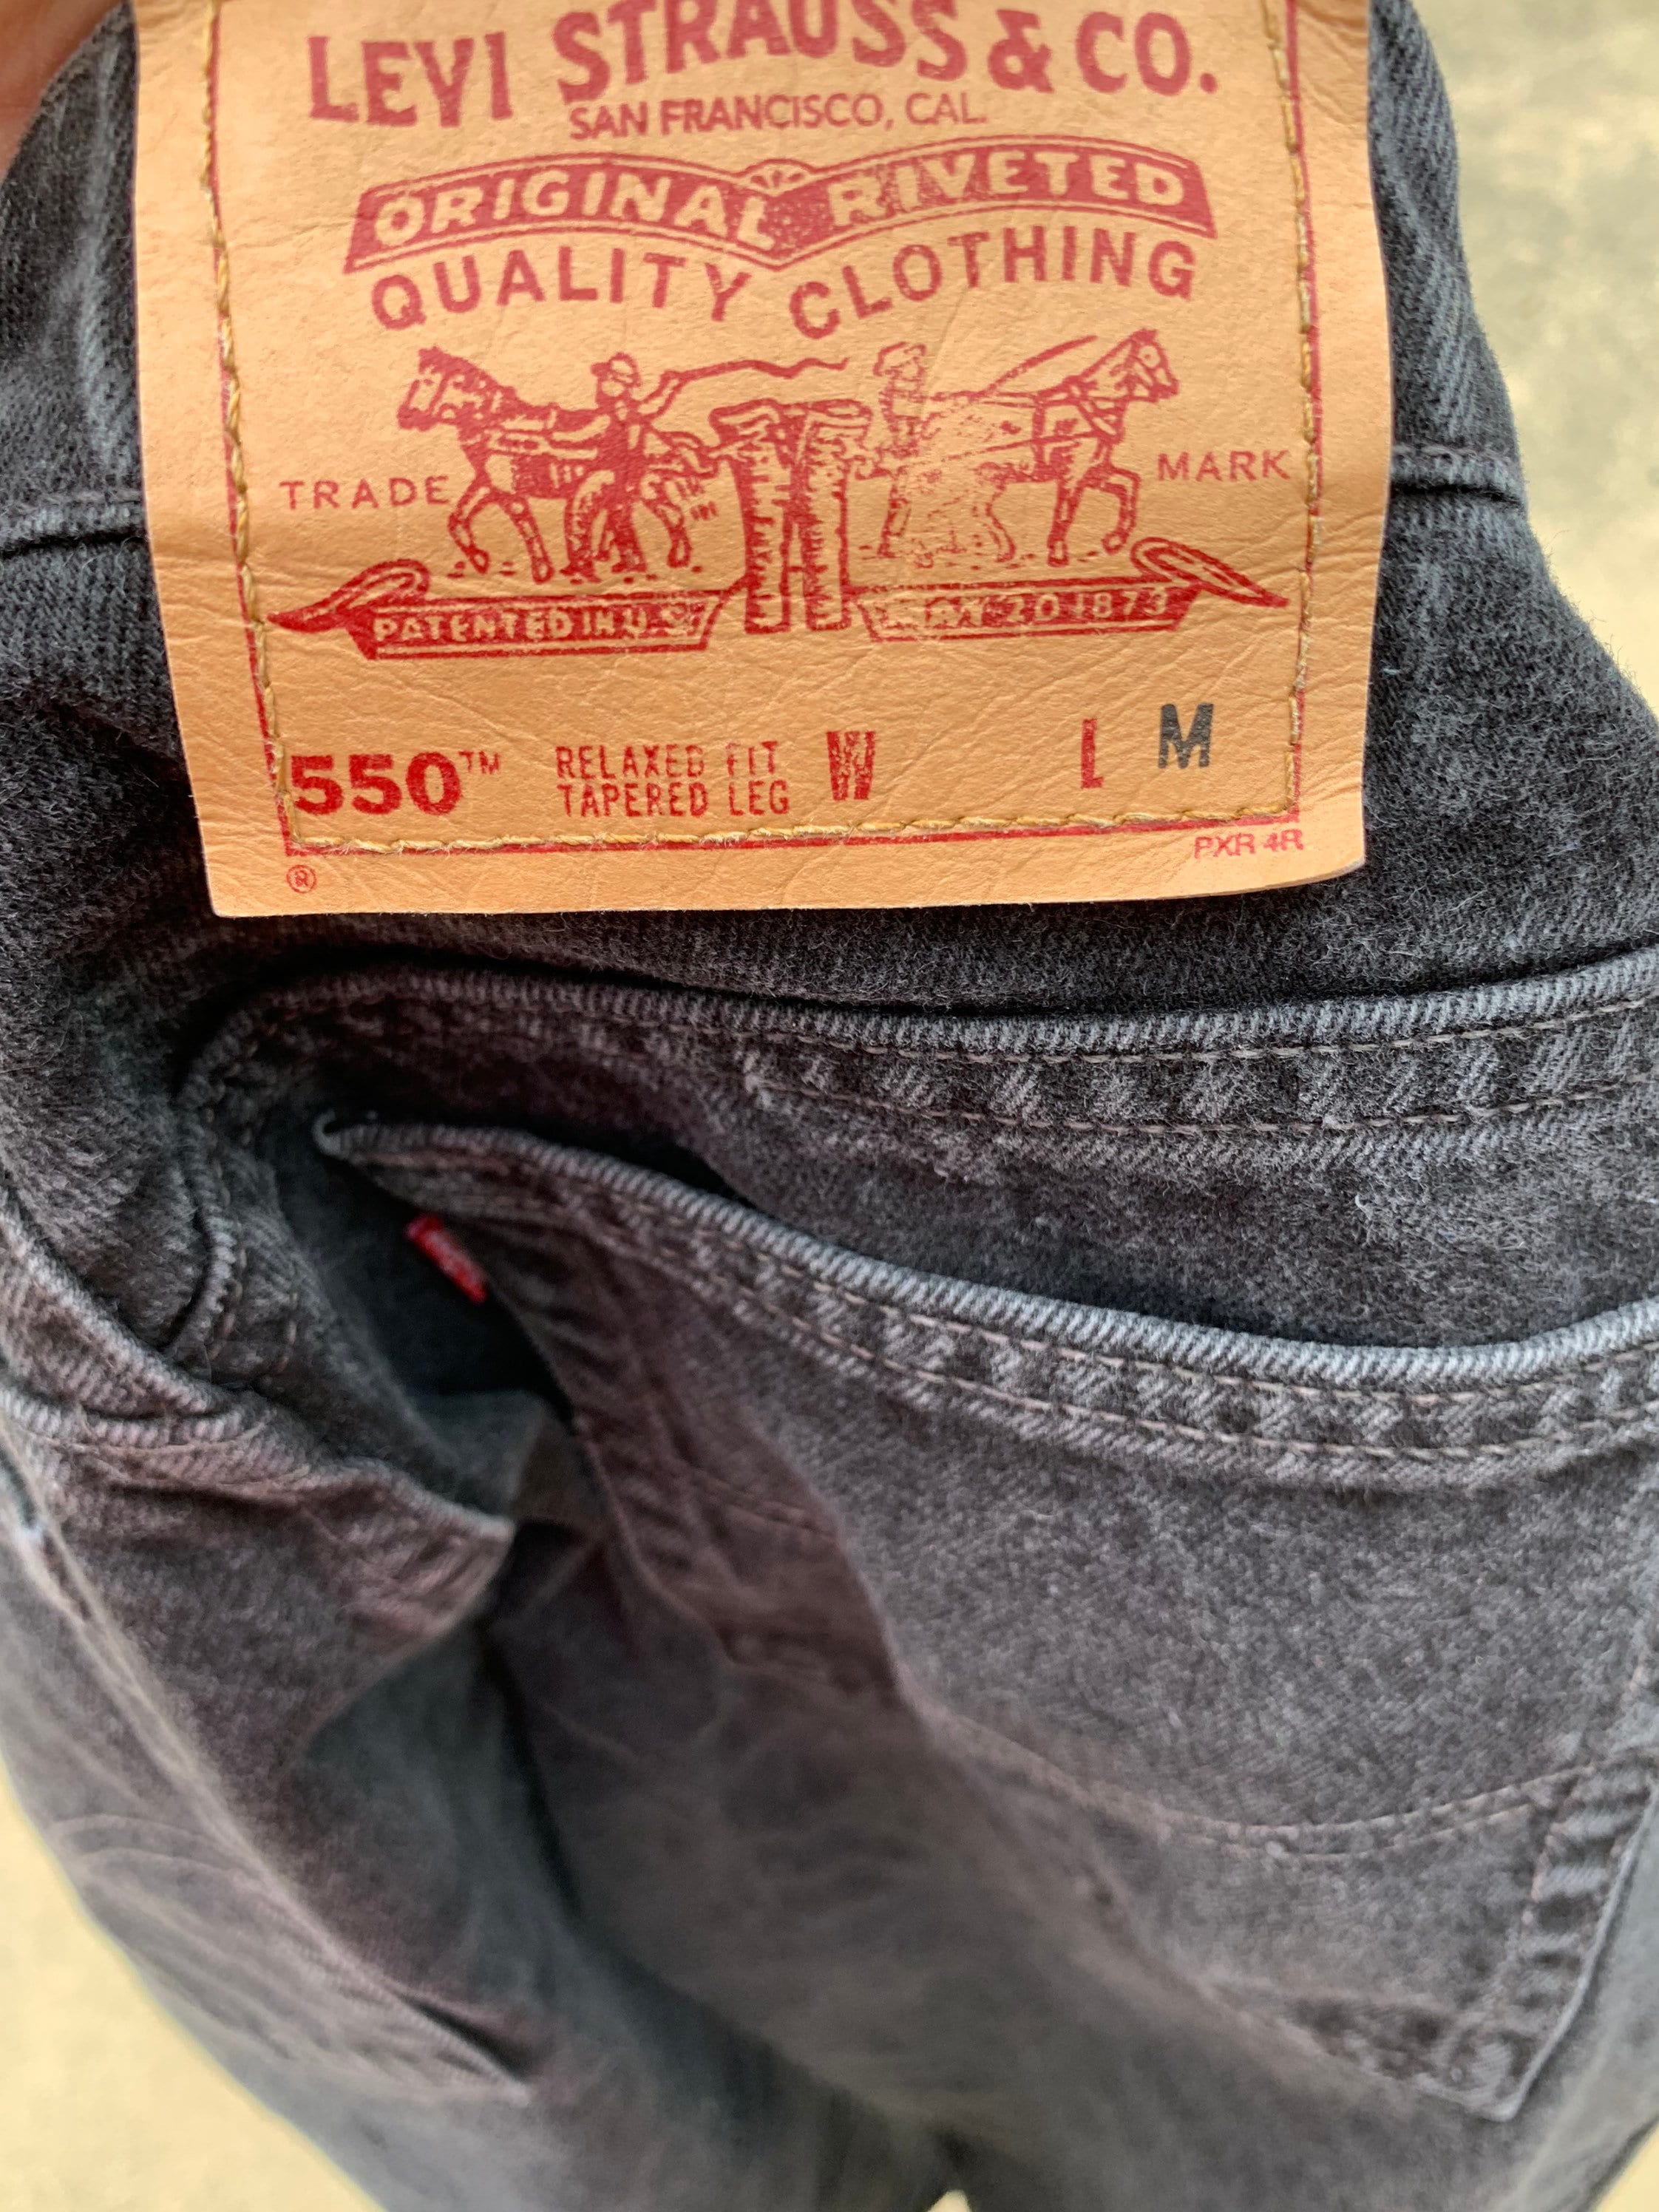 LEVI STRAUSS & CO.
SAN FRANCISCO, CAL.
ORIGINAL RIVETED
QUALITY CLOTHING
TRADE MARK
PATENTED IN U.S. MAY 20 1873
550™ RELAXED FIT W L M
TAPERED LEG
PXR 4R
®